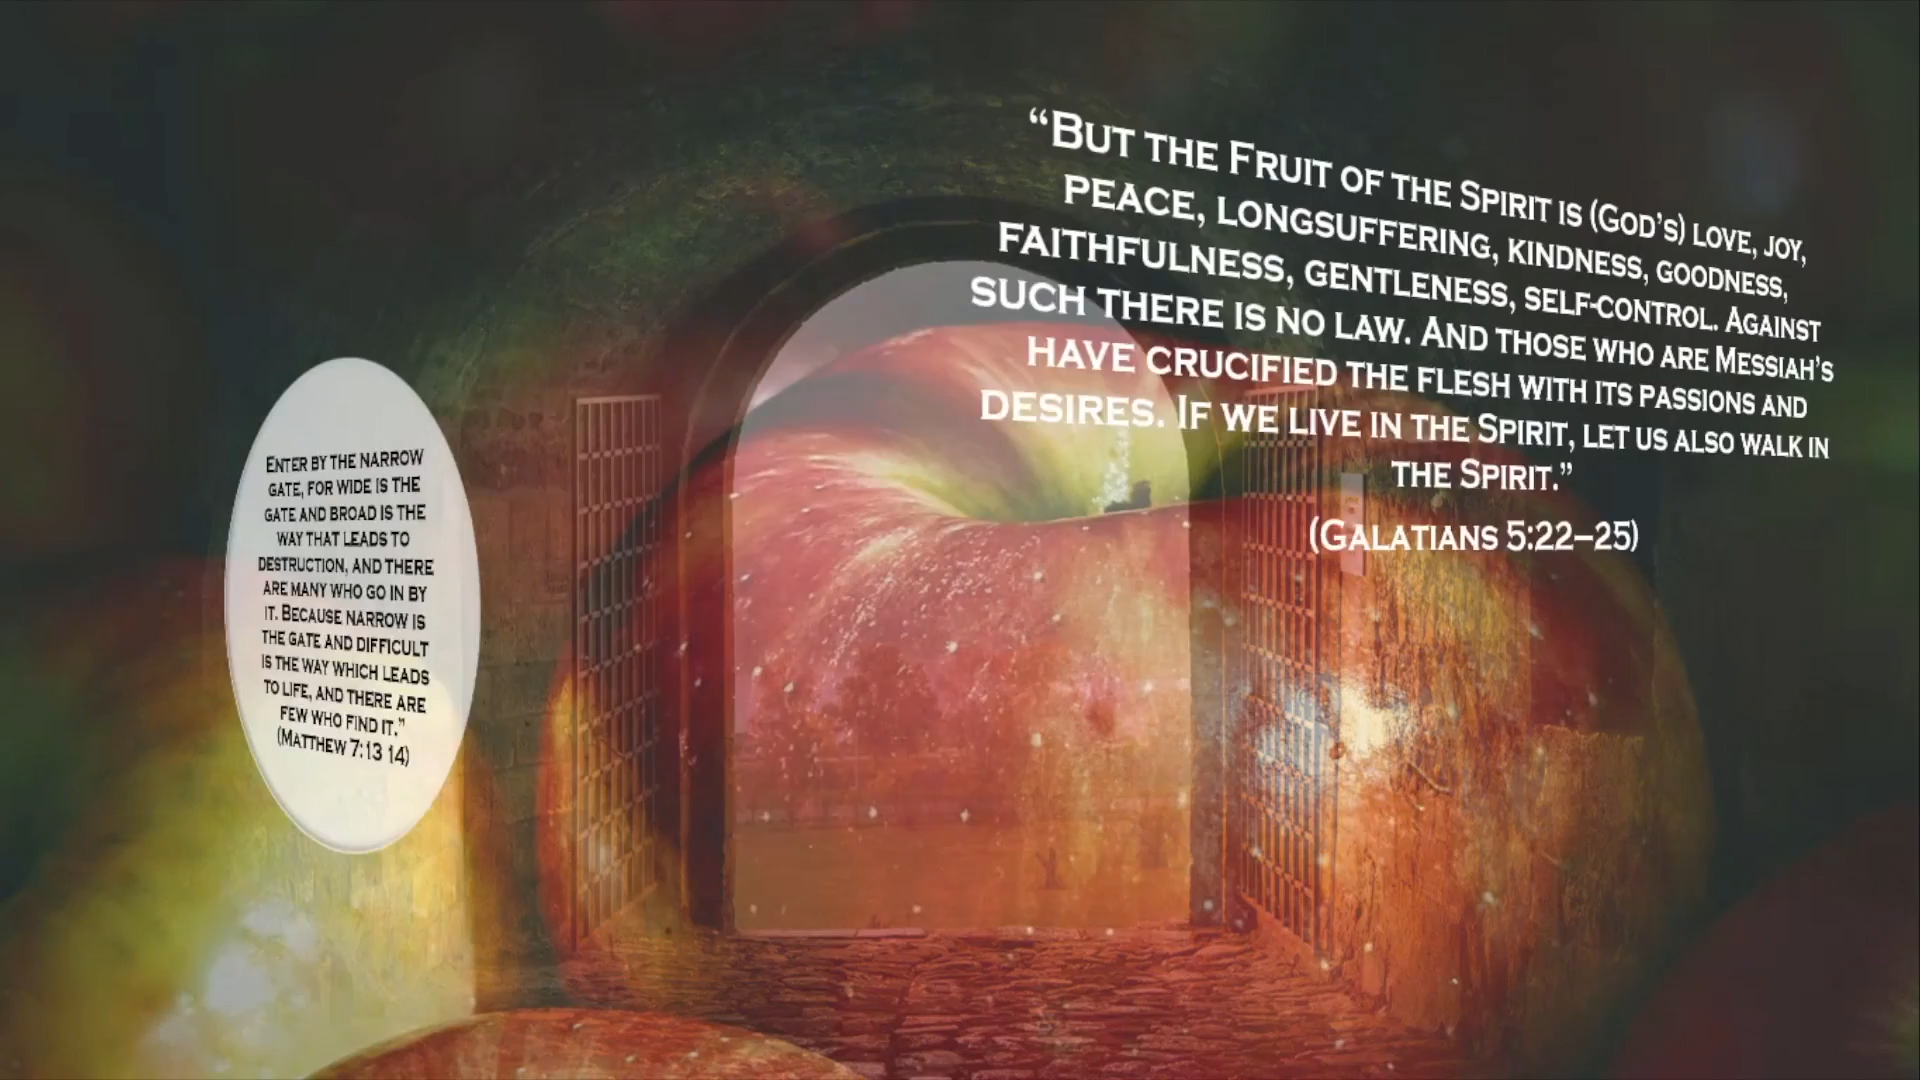 Enter by the narrow
gate, for wide is the
gate and broad is the
way that leads to
destruction, and there
are many who go in by
it. Because narrow is
the gate and difficult
is the way which leads
to life, and there are
few who find it.”
(Matthew 7:13 14)
“But the Fruit of the Spirit is (God’s) love, joy,
peace, longsuffering, kindness, goodness,
faithfulness, gentleness, self-control. Against
such there is no law. And those who are Messiah’s
have crucified the flesh with its passions and
desires. If we live in the Spirit, let us also walk in
the Spirit.”
(Galatians 5:22–25)